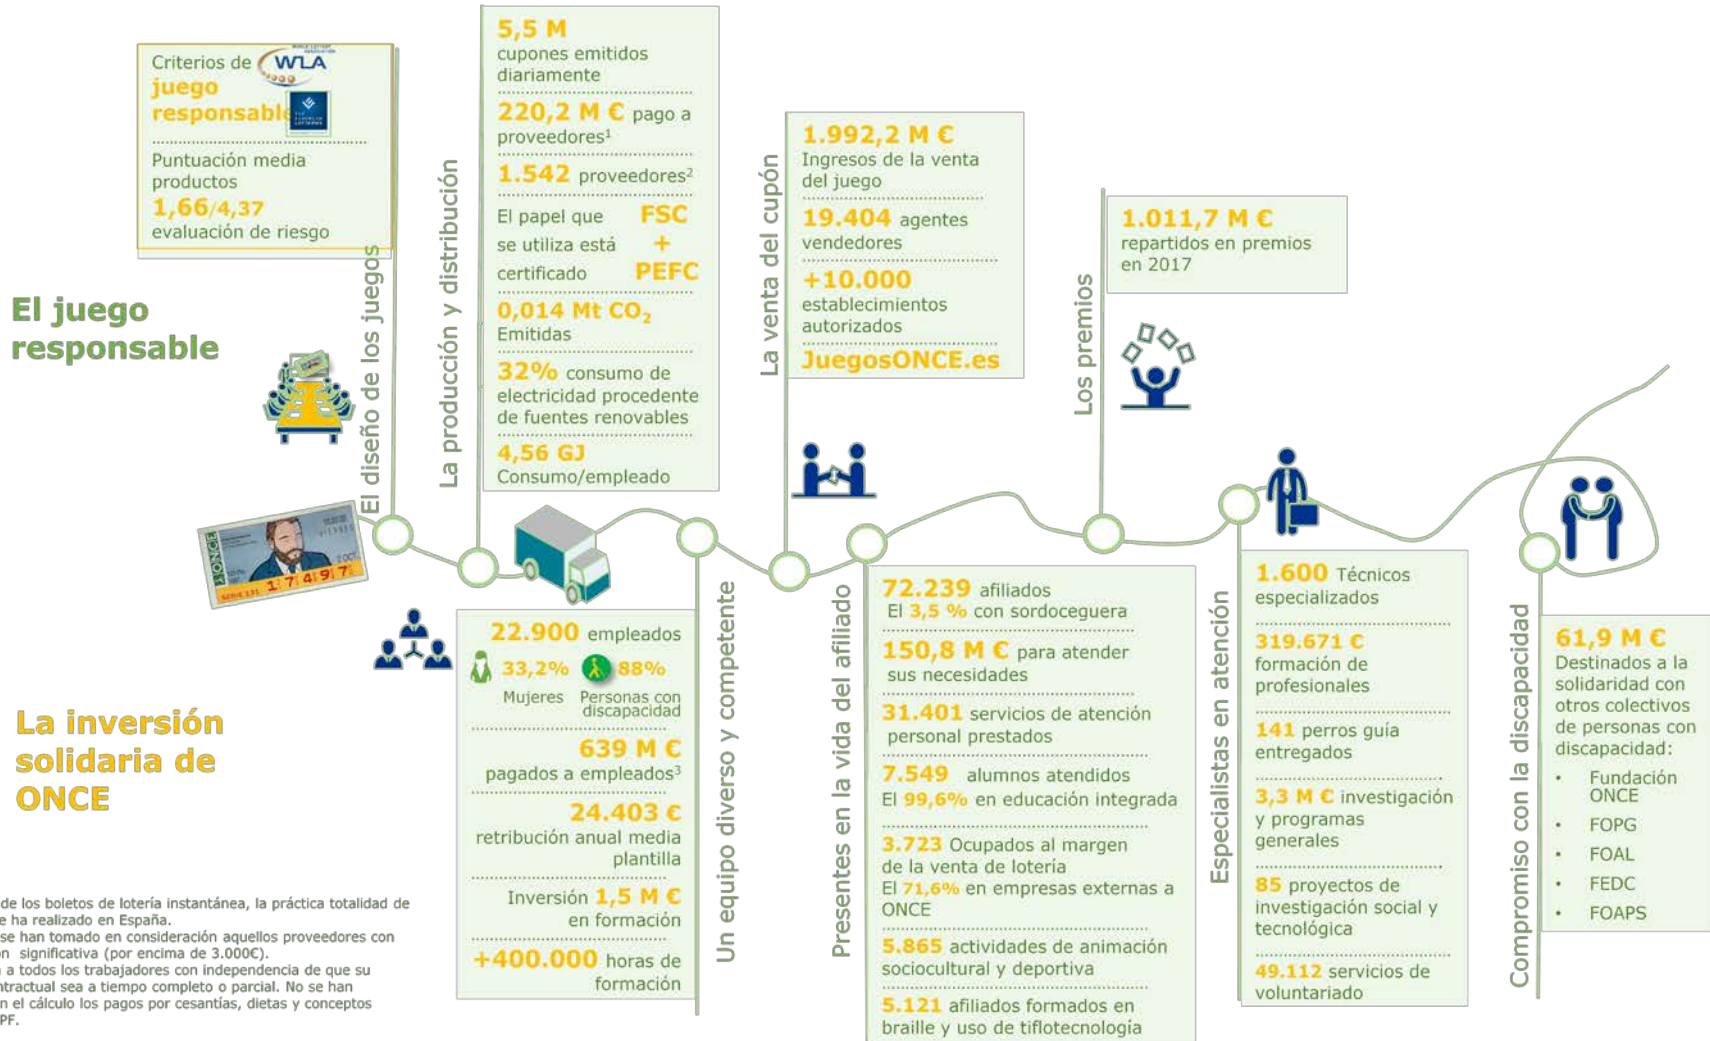 Criterios de
WORLD LOTTERY
ASSOCIATION
WLA
juego
responsable
THE
EUROPEAN
LOTTERIES
Puntuación media
productos
1,66/4,37
evaluación de riesgo
El diseño de los juegos
El juego
responsable
La producción y distribución
5,5 M
cupones emitidos
diariamente
220,2 M € pago a
proveedores¹
1.542 proveedores²
El papel que
se utiliza está
certificado
FSC
+
PEFC
0,014 Mt CO₂
Emitidas
32% consumo de
electricidad procedente
de fuentes renovables
4,56 GJ
Consumo/empleado
La venta del cupón
1.992,2 M €
Ingresos de la venta
del juego
19.404 agentes
vendedores
+10.000
establecimientos
autorizados
JuegosONCE.es
Los premios
1.011,7 M €
repartidos en premios
en 2017
ONCE
2 OCT.
SERIE 131
17497
La inversión
solidaria de
ONCE
22.900 empleados
33,2%
Mujeres
88%
Personas con
discapacidad
639 M €
pagados a empleados³
24.403 €
retribución anual media
plantilla
Inversión 1,5 M €
en formación
+400.000 horas de
formación
Un equipo diverso y competente
Presentes en la vida del afiliado
72.239 afiliados
El 3,5 % con sordoceguera
150,8 M € para atender
sus necesidades
31.401 servicios de atención
personal prestados
7.549 alumnos atendidos
El 99,6% en educación integrada
3.723 Ocupados al margen
de la venta de lotería
El 71,6% en empresas externas a
ONCE
5.865 actividades de animación
sociocultural y deportiva
5.121 afiliados formados en
braille y uso de tiflotecnología
Especialistas en atención
1.600 Técnicos
especializados
319.671 €
formación de
profesionales
141 perros guía
entregados
3,3 M € investigación
y programas
generales
85 proyectos de
investigación social y
tecnológica
49.112 servicios de
voluntariado
Compromiso con la discapacidad
61,9 M €
Destinados a la
solidaridad con
otros colectivos
de personas con
discapacidad:
• Fundación
ONCE
• FOPG
• FOAL
• FEDC
• FOAPS
de los boletos de lotería instantánea, la práctica totalidad de
e ha realizado en España.
se han tomado en consideración aquellos proveedores con
ón significativa (por encima de 3.000€).
a todos los trabajadores con independencia de que su
ntractual sea a tiempo completo o parcial. No se han
n el cálculo los pagos por cesantías, dietas y conceptos
PF.